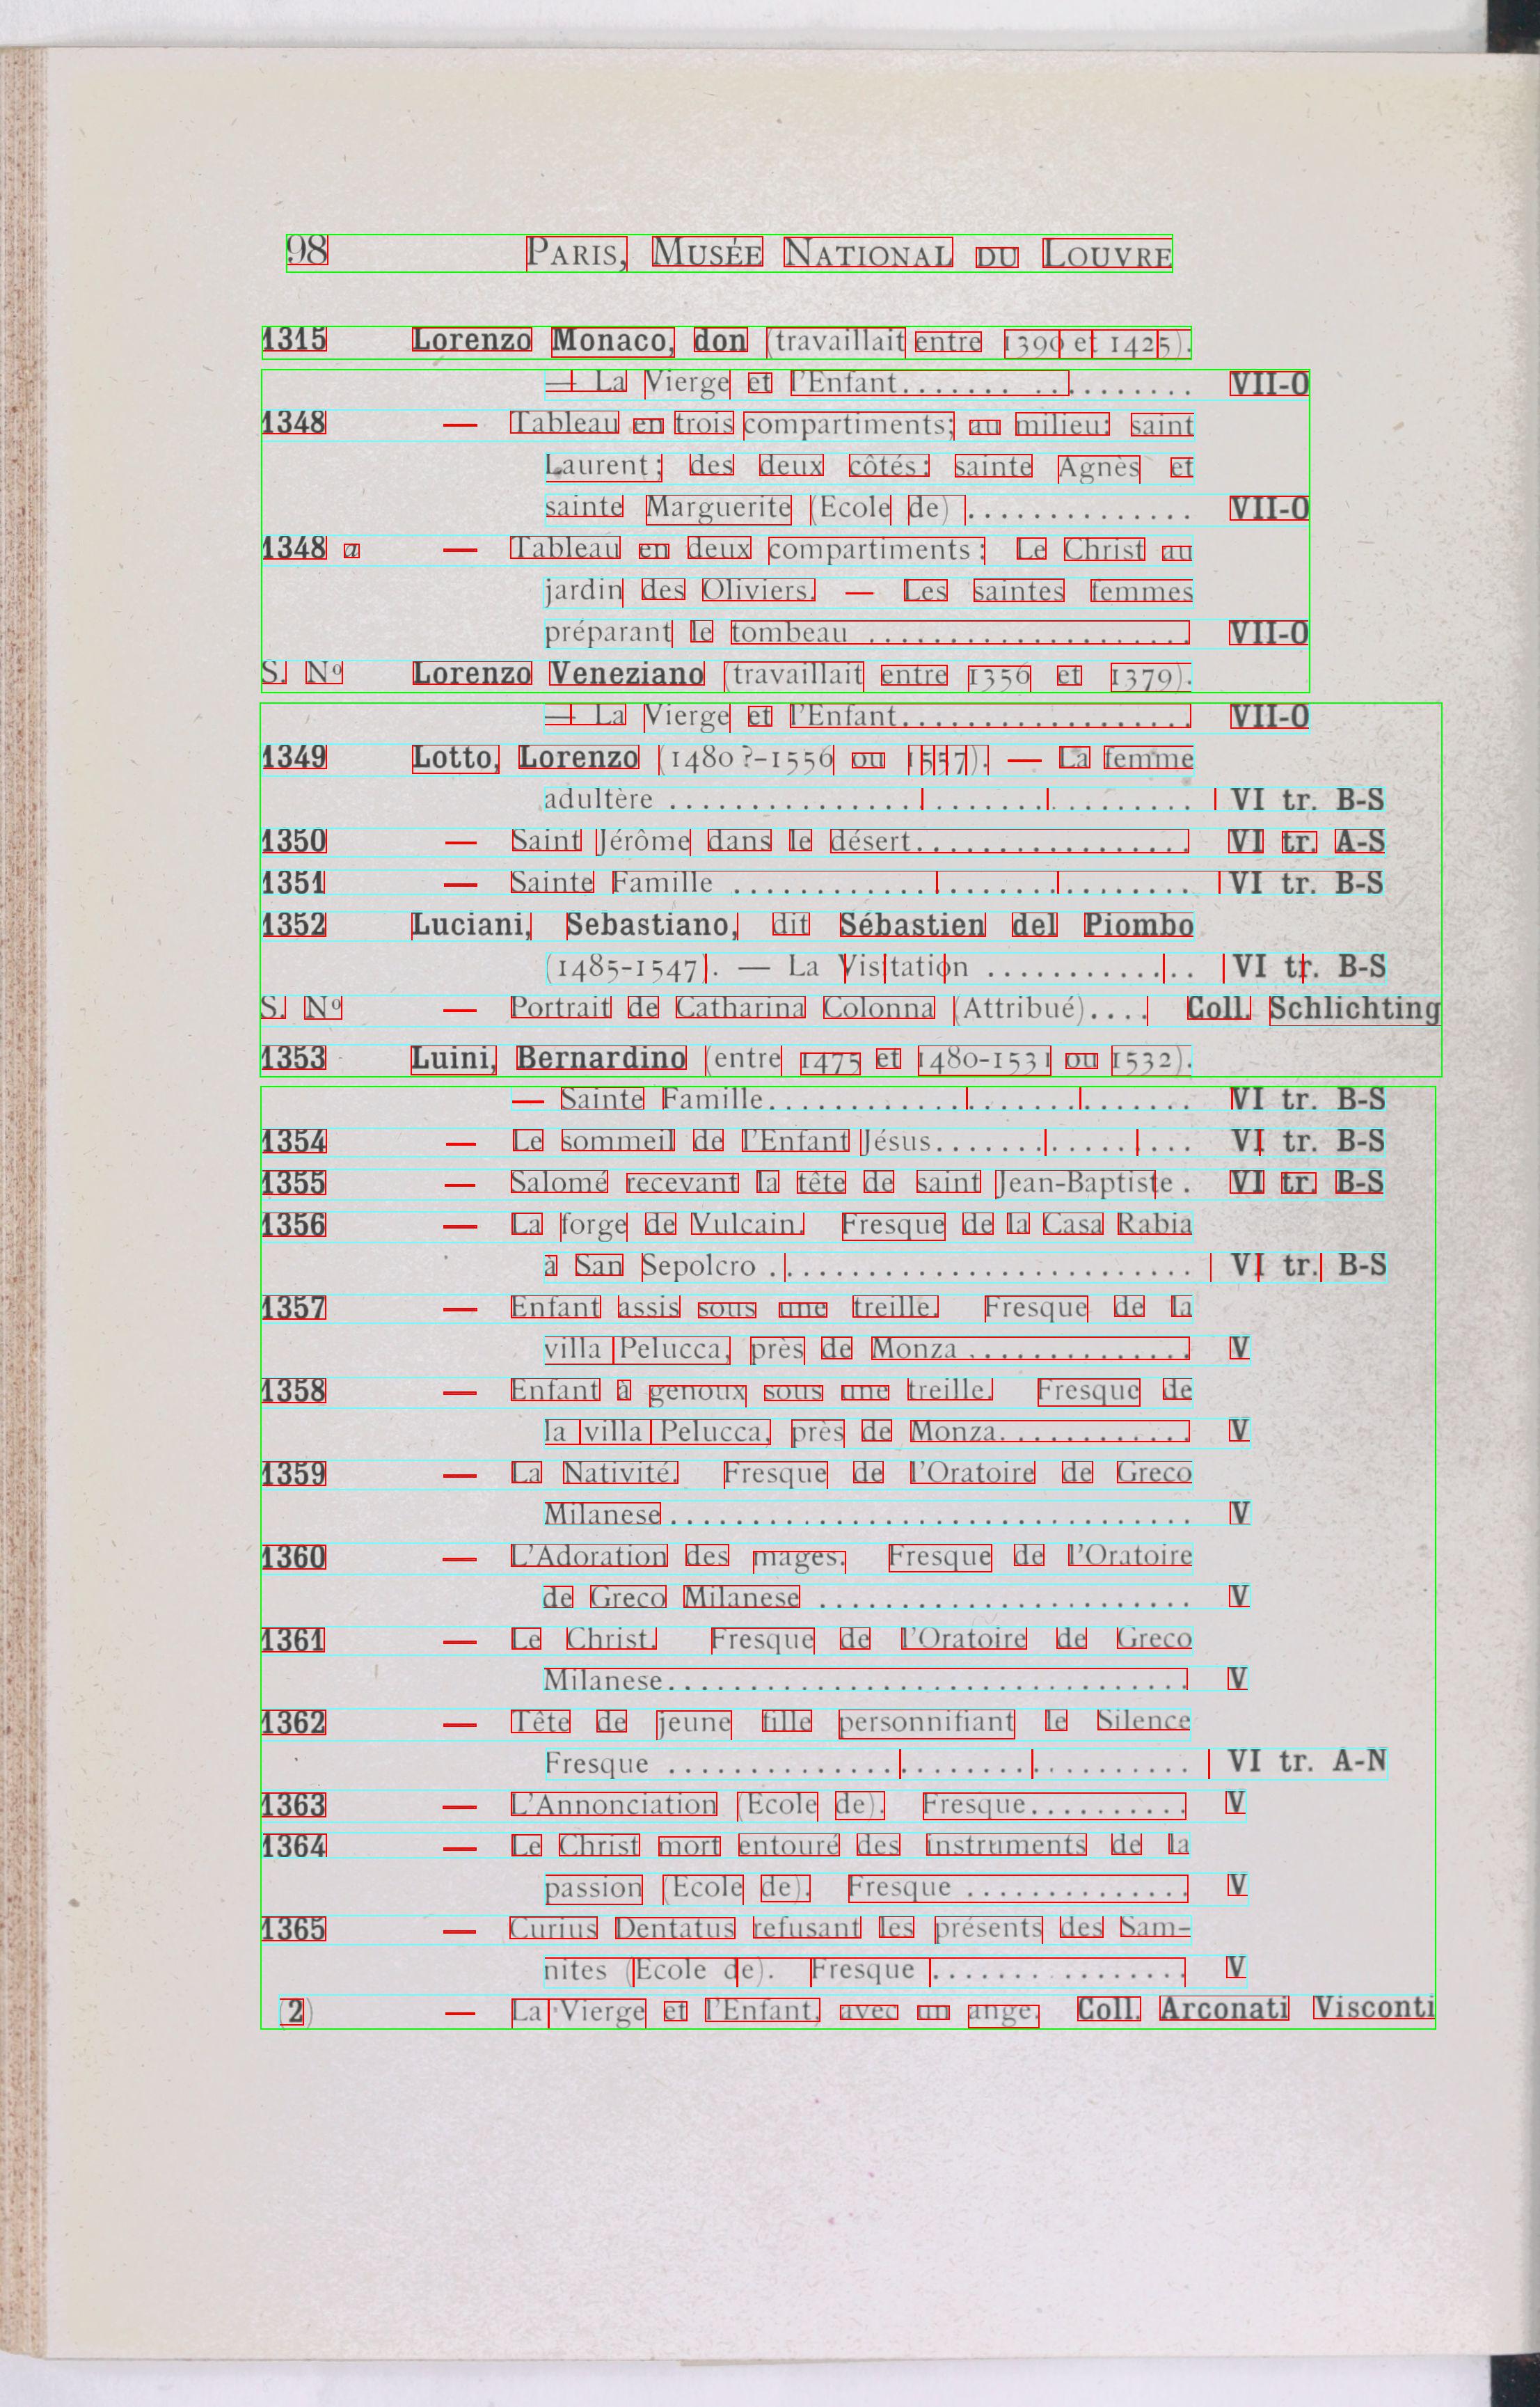 98 PARIS, MUSÉE NATIONAL DU LOUVRE
1315 Lorenzo Monaco, don (travaillait entre 1390 et 1425).
— La Vierge et l'Enfant..................... VII-O
1348 — Tableau en trois compartiments; au milieu: saint
Laurent; des deux côtés: sainte Agnès et
sainte Marguerite (Ecole de) ................. VII-O
1348 a — Tableau en deux compartiments: Le Christ au
jardin des Oliviers. — Les saintes femmes
préparant le tombeau ........................ VII-O
S. No Lorenzo Veneziano (travaillait entre 1356 et 1379).
— La Vierge et l'Enfant...................... VII-O
1349 Lotto, Lorenzo (1480?-1556 ou 1557). — La femme
adultère ....................................... VI tr. B-S
1350 — Saint Jérôme dans le désert..................... VI tr. A-S
1351 — Sainte Famille .................................. VI tr. B-S
1352 Luciani, Sebastiano, dit Sébastien del Piombo
(1485-1547). — La Visitation ................ VI tr. B-S
S. No — Portrait de Catharina Colonna (Attribué).... Coll. Schlichting
1353 Luini, Bernardino (entre 1475 et 1480-1531 ou 1532).
— Sainte Famille................................ VI tr. B-S
1354 — Le sommeil de l'Enfant Jésus................... VI tr. B-S
1355 — Salomé recevant la tête de saint Jean-Baptiste . VI tr. B-S
1356 — La forge de Vulcain. Fresque de la Casa Rabia
à San Sepolcro ................................ VI tr. B-S
1357 — Enfant assis sous une treille. Fresque de la
villa Pelucca, près de Monza ................. V
1358 — Enfant à genoux sous une treille. Fresque de
la villa Pelucca, près de Monza............... V
1359 — La Nativité. Fresque de l'Oratoire de Greco
Milanese....................................... V
1360 — L'Adoration des mages. Fresque de l'Oratoire
de Greco Milanese ............................ V
1361 — Le Christ. Fresque de l'Oratoire de Greco
Milanese....................................... V
1362 — Tête de jeune fille personnifiant le Silence
Fresque ....................................... VI tr. A-N
1363 — L'Annonciation (Ecole de). Fresque............ V
1364 — Le Christ mort entouré des instruments de la
passion (Ecole de). Fresque ................. V
1365 — Curius Dentatus refusant les présents des Sam-
nites (Ecole de). Fresque .................... V
(2) — La Vierge et l'Enfant, avec un ange. Coll. Arconati Visconti